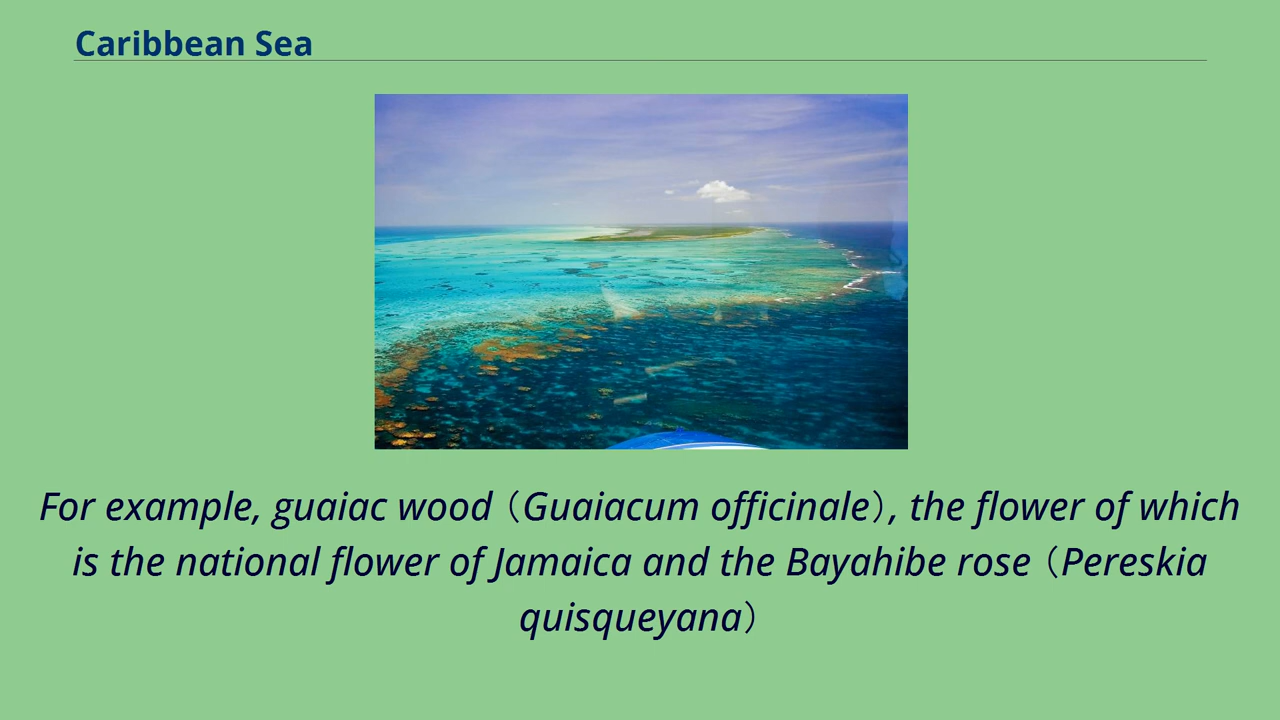 Caribbean Sea
For example, guaiac wood（Guaiacum officinale）, the flower of which
is the national flower of Jamaica and the Bayahibe rose（Pereskia
quisqueyana）